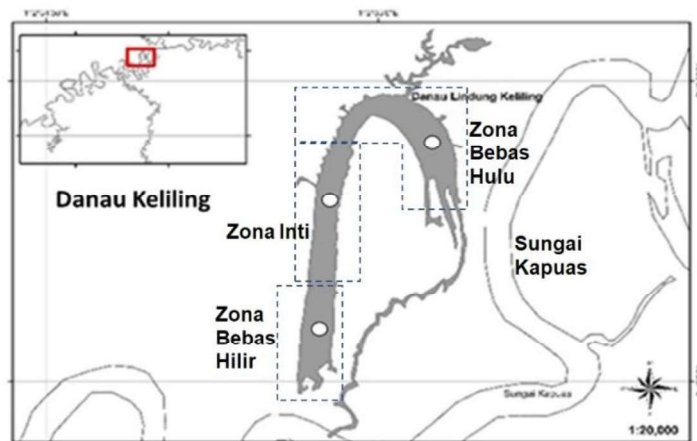 Danau Lindung Keliling
Zona
Bebas
Hulu
Danau Keliling
Zona Inti
Sungai
Kapuas
Zona
Bebas
Hilir
Sungai Kapuas
1:20,000